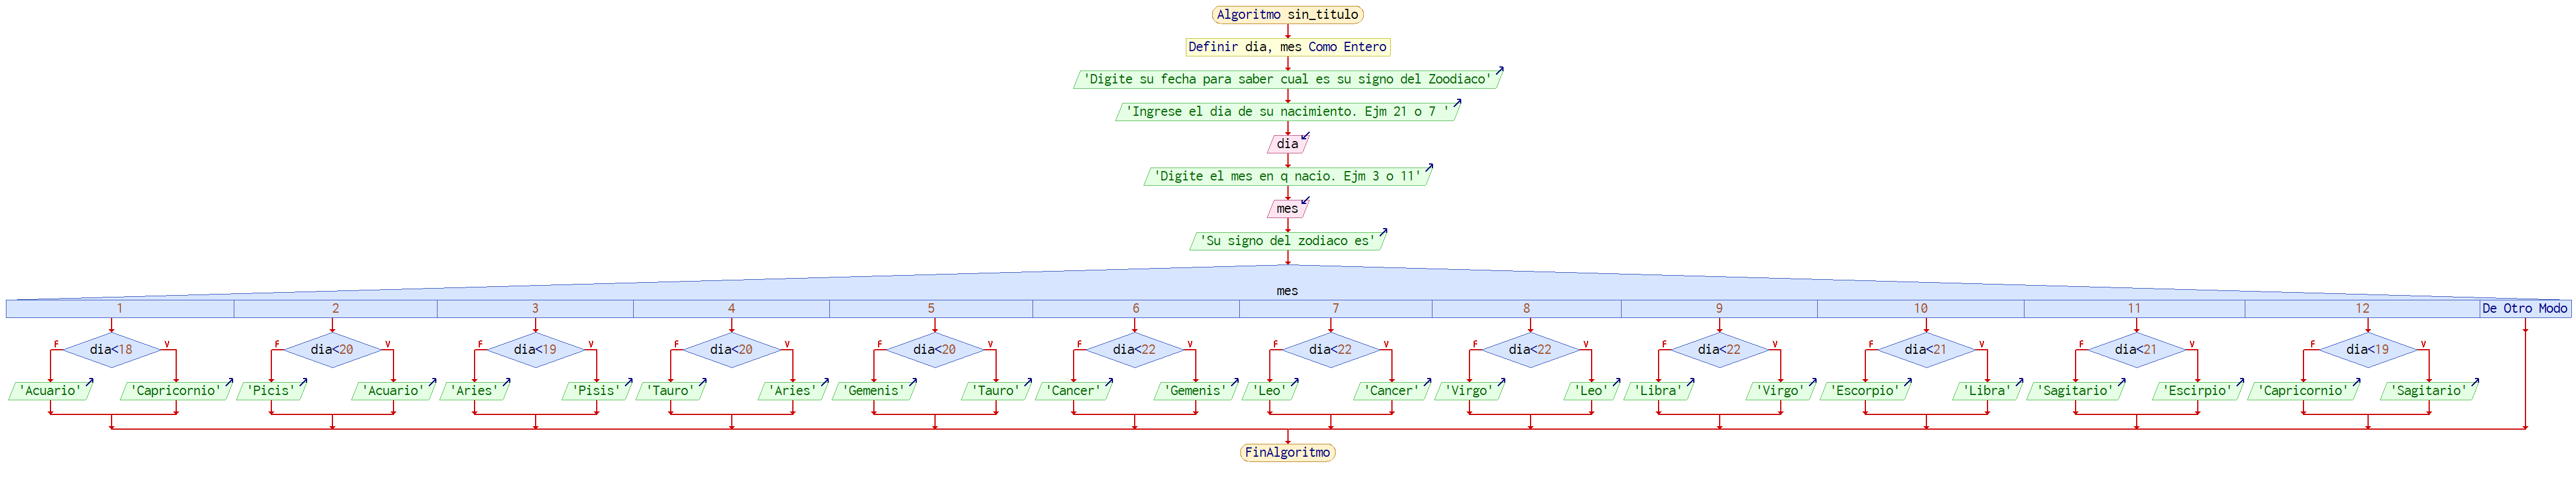 Algoritmo sin_titulo
Definir dia, mes Como Entero
'Digite su fecha para saber cual es su signo del Zoodiaco'
'Ingrese el dia de su nacimiento. Ejm 21 o 7 '
dia
'Digite el mes en q nacio. Ejm 3 o 11'
mes
'Su signo del zodiaco es'
mes
1 2 3 4 5 6 7 8 9 10 11 12 De Otro Modo
F dia<18 V F dia<20 V F dia<19 V F dia<20 V F dia<20 V F dia<22 V F dia<22 V F dia<22 V F dia<22 V F dia<21 V F dia<21 V F dia<19 V
'Acuario' 'Capricornio' 'Picis' 'Acuario' 'Aries' 'Pisis' 'Tauro' 'Aries' 'Gemenis' 'Tauro' 'Cancer' 'Gemenis' 'Leo' 'Cancer' 'Virgo' 'Leo' 'Libra' 'Virgo' 'Escorpio' 'Libra' 'Sagitario' 'Escirpio' 'Capricornio' 'Sagitario'
FinAlgoritmo